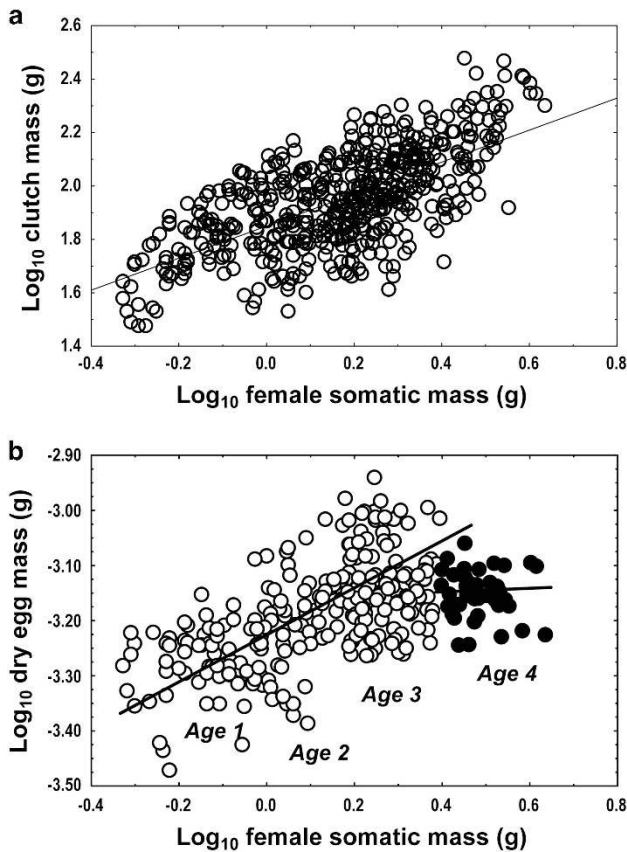 a
2.6
2.4
2.2
2.0
1.8
1.6
1.4
Log10 clutch mass (g)
-0.4 -0.2 0.0 0.2 0.4 0.6 0.8
Log10 female somatic mass (g)
b
-2.90
-3.00
-3.10
-3.20
-3.30
-3.40
-3.50
Log10 dry egg mass (g)
Age 1
Age 2
Age 3
Age 4
-0.4 -0.2 0.0 0.2 0.4 0.6 0.8
Log10 female somatic mass (g)